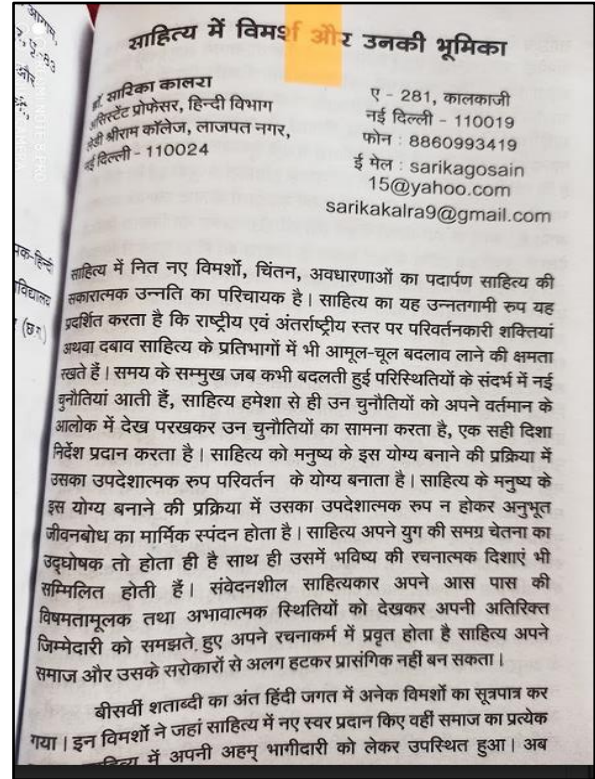 आगाम,
और
साहित्य में विमर्श और उनकी भूमिका
डॉ. सारिका कालरा
असिस्टेंट प्रोफेसर, हिन्दी विभाग
लेडी श्रीराम कॉलेज, लाजपत नगर,
नई दिल्ली - 110024
ए - 281, कालकाजी
नई दिल्ली - 110019
फोन : 8860993419
ई मेल : sarikagosain
15@yahoo.com
sarikakalra9@gmail.com
मक-हिन्दी
विद्यालय
(छ.ग.)
साहित्य में नित नए विमर्शो, चिंतन, अवधारणाओं का पदार्पण साहित्य की
सकारात्मक उन्नति का परिचायक है। साहित्य का यह उन्नतगामी रुप यह
प्रदर्शित करता है कि राष्ट्रीय एवं अंतर्राष्ट्रीय स्तर पर परिवर्तनकारी शक्तियां
अथवा दबाव साहित्य के प्रतिभागों में भी आमूल-चूल बदलाव लाने की क्षमता
रखते हैं। समय के सम्मुख जब कभी बदलती हुई परिस्थितियों के संदर्भ में नई
चुनौतियां आती हैं, साहित्य हमेशा से ही उन चुनौतियों को अपने वर्तमान के
आलोक में देख परखकर उन चुनौतियों का सामना करता है, एक सही दिशा
निर्देश प्रदान करता है। साहित्य को मनुष्य के इस योग्य बनाने की प्रक्रिया में
उसका उपदेशात्मक रुप परिवर्तन के योग्य बनाता है। साहित्य के मनुष्य के
इस योग्य बनाने की प्रक्रिया में उसका उपदेशात्मक रुप न होकर अनुभूत
जीवनबोध का मार्मिक स्पंदन होता है। साहित्य अपने युग की समग्र चेतना का
उद्घोषक तो होता ही है साथ ही उसमें भविष्य की रचनात्मक दिशाएं भी
सम्मिलित होती हैं। संवेदनशील साहित्यकार अपने आस पास की
विषमतामूलक तथा अभावात्मक स्थितियों को देखकर अपनी अतिरिक्त
जिम्मेदारी को समझते हुए अपने रचनाकर्म में प्रवृत होता है साहित्य अपने
समाज और उसके सरोकारों से अलग हटकर प्रासंगिक नहीं बन सकता।
बीसवीं शताब्दी का अंत हिंदी जगत में अनेक विमर्शों का सूत्रपात कर
गया। इन विमर्शों ने जहां साहित्य में नए स्वर प्रदान किए वहीं समाज का प्रत्येक
में अपनी अहम् भागीदारी को लेकर उपस्थित हुआ। अब